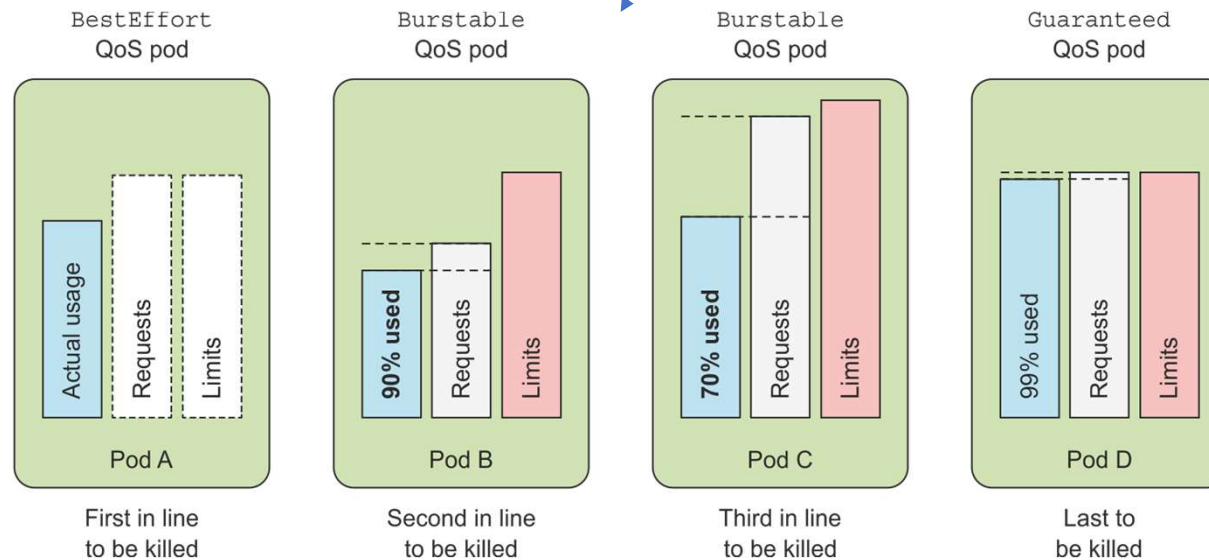 BestEffort
QoS pod
Actual usage
Requests
Limits
Pod A
First in line
to be killed
Burstable
QoS pod
90% used
Requests
Limits
Pod B
Second in line
to be killed
Burstable
QoS pod
70% used
Requests
Limits
Pod C
Third in line
to be killed
Guaranteed
QoS pod
99% used
Requests
Limits
Pod D
Last to
be killed